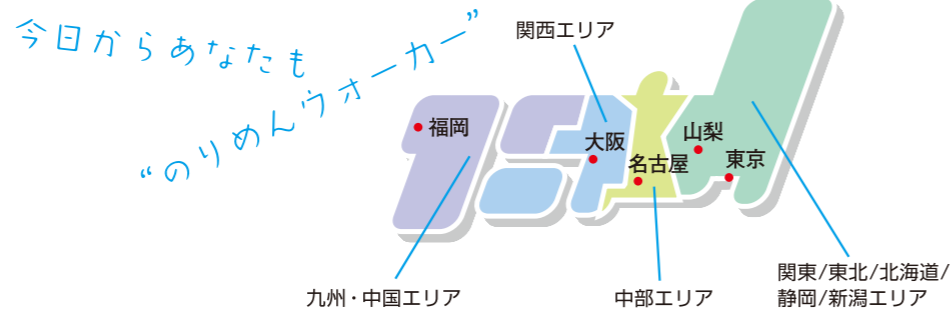 今日からあなたも
“のりめんウォーカー”
関西エリア
福岡
大阪
名古屋
山梨
東京
九州・中国エリア
中部エリア
関東/東北/北海道/
静岡/新潟エリア